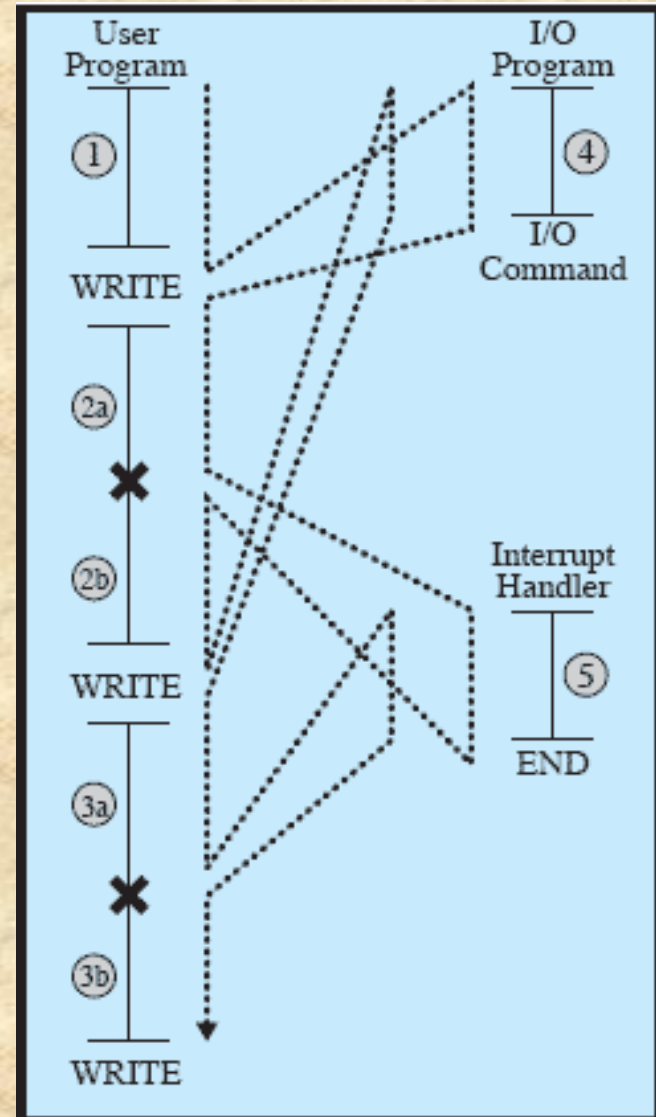 User
Program
1
WRITE
2a
2b
WRITE
3a
3b
WRITE
I/O
Program
4
I/O
Command
Interrupt
Handler
5
END